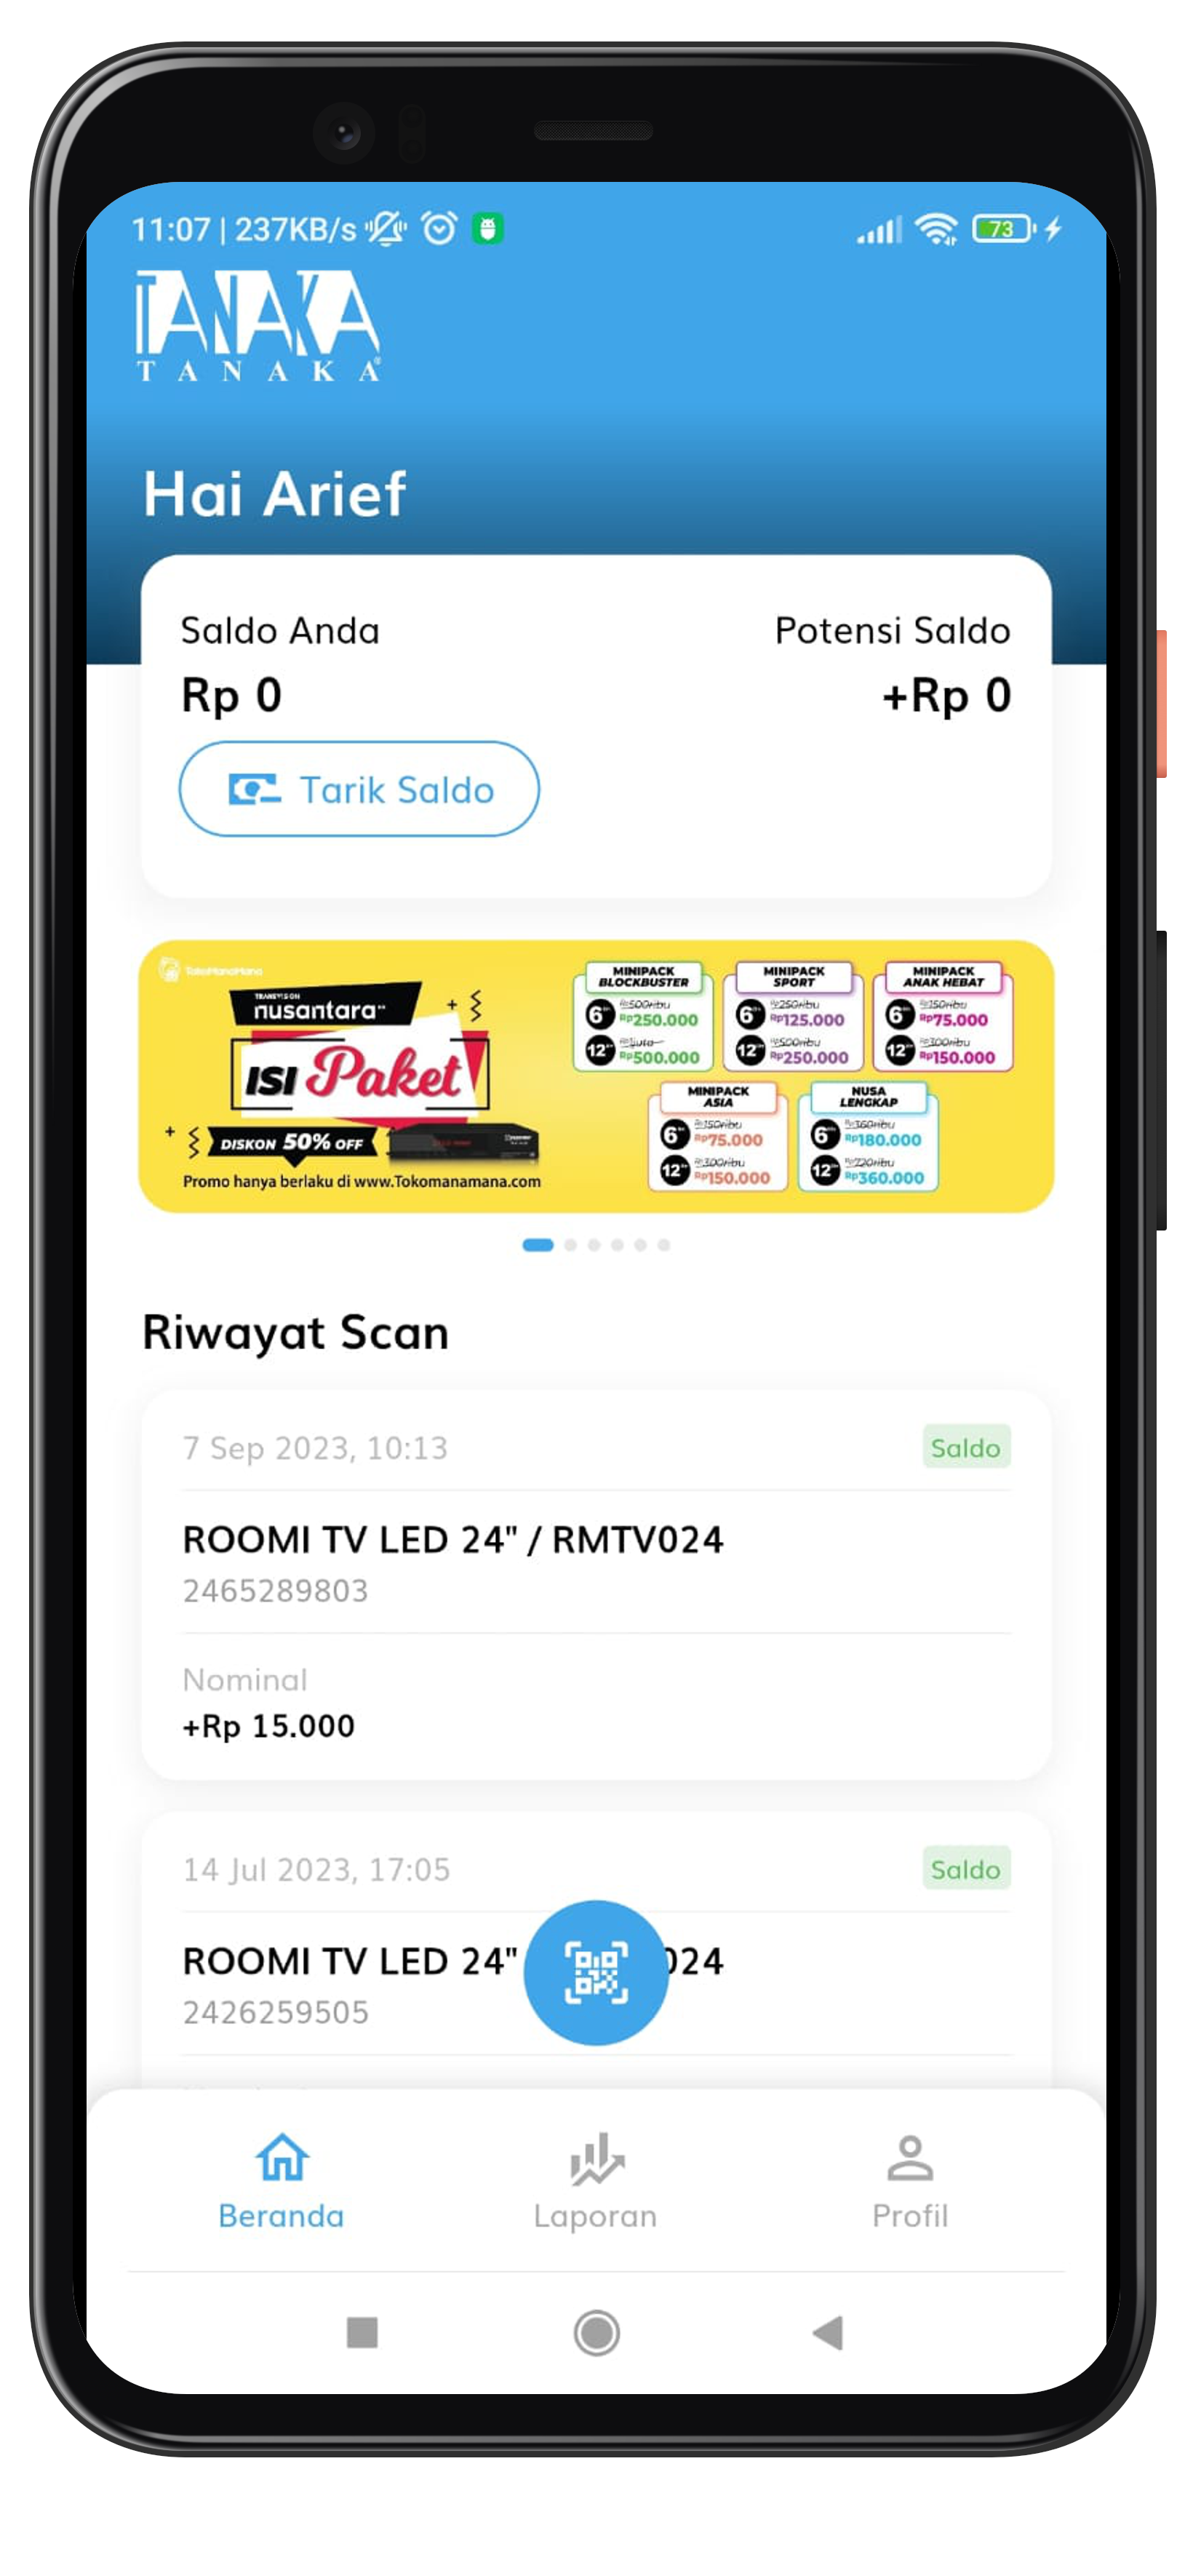 11:07 | 237KB/s
73
TANAKA
TANAKA®
Hai Arief
Saldo Anda
Potensi Saldo
Rp 0
+Rp 0
Tarik Saldo
TokoManaMana
TRANSVISION
nusantara
ISI Paket
DISKON 50% OFF
Promo hanya berlaku di www.Tokomanamana.com
MINIPACK
BLOCKBUSTER
6
Rp500ribu
Rp250.000
12
Rp1juta
Rp500.000
MINIPACK
SPORT
6
Rp250ribu
Rp125.000
12
Rp500ribu
Rp250.000
MINIPACK
ANAK HEBAT
6
Rp150ribu
Rp75.000
12
Rp300ribu
Rp150.000
MINIPACK
ASIA
6
Rp150ribu
Rp75.000
12
Rp300ribu
Rp150.000
NUSA
LENGKAP
6
Rp360ribu
Rp180.000
12
Rp720ribu
Rp360.000
Riwayat Scan
7 Sep 2023, 10:13
Saldo
ROOMI TV LED 24" / RMTV024
2465289803
Nominal
+Rp 15.000
14 Jul 2023, 17:05
Saldo
ROOMI TV LED 24" 024
2426259505
Beranda
Laporan
Profil